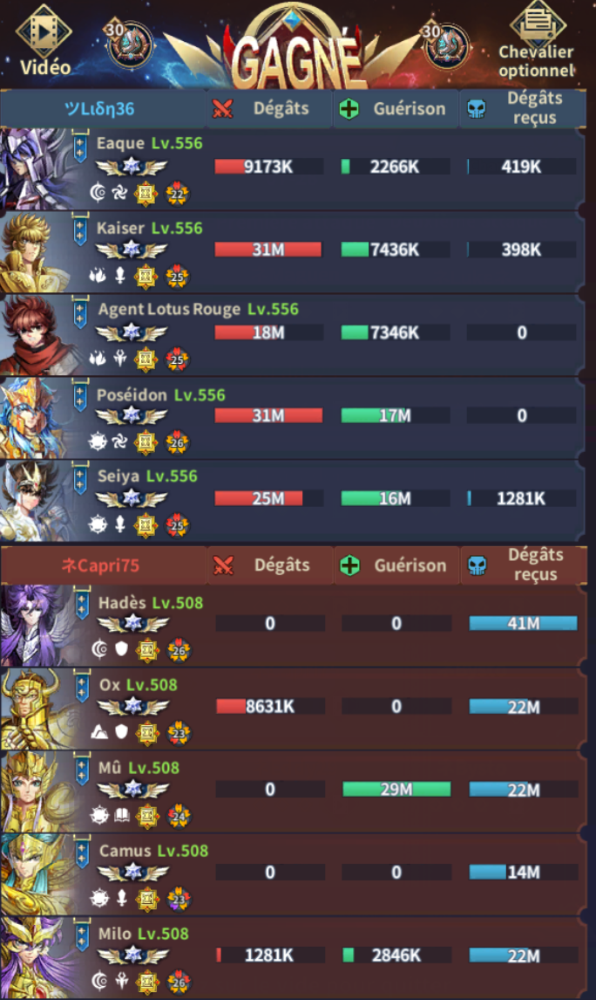 30 GAGNÉ 30
Vidéo Chevalier
optionnel
ツLιδη36 Dégâts Guérison Dégâts
reçus
Eaque Lv.556
9173K 2266K 419K
22
Kaiser Lv.556
31M 7436K 398K
25
Agent Lotus Rouge Lv.556
18M 7346K 0
25
Poséidon Lv.556
31M 17M 0
26
Seiya Lv.556
25M 16M 1281K
25
ネCapri75 Dégâts Guérison Dégâts
reçus
Hadès Lv.508
0 0 41M
26
Ox Lv.508
8631K 0 22M
23
Mû Lv.508
0 29M 22M
24
Camus Lv.508
0 0 14M
23
Milo Lv.508
1281K 2846K 22M
26